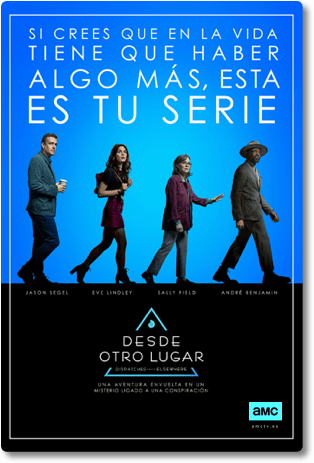 SI CREES QUE EN LA VIDA
TIENE QUE HABER
ALGO MÁS, ESTA
ES TU SERIE
JASON SEGEL EVE LINDLEY SALLY FIELD ANDRÉ BENJAMIN
DESDE
OTRO LUGAR
DISPATCHES FROM ELSEWHERE
UNA AVENTURA ENVUELTA EN UN
MISTERIO LIGADO A UNA CONSPIRACIÓN
amc
amctv.es